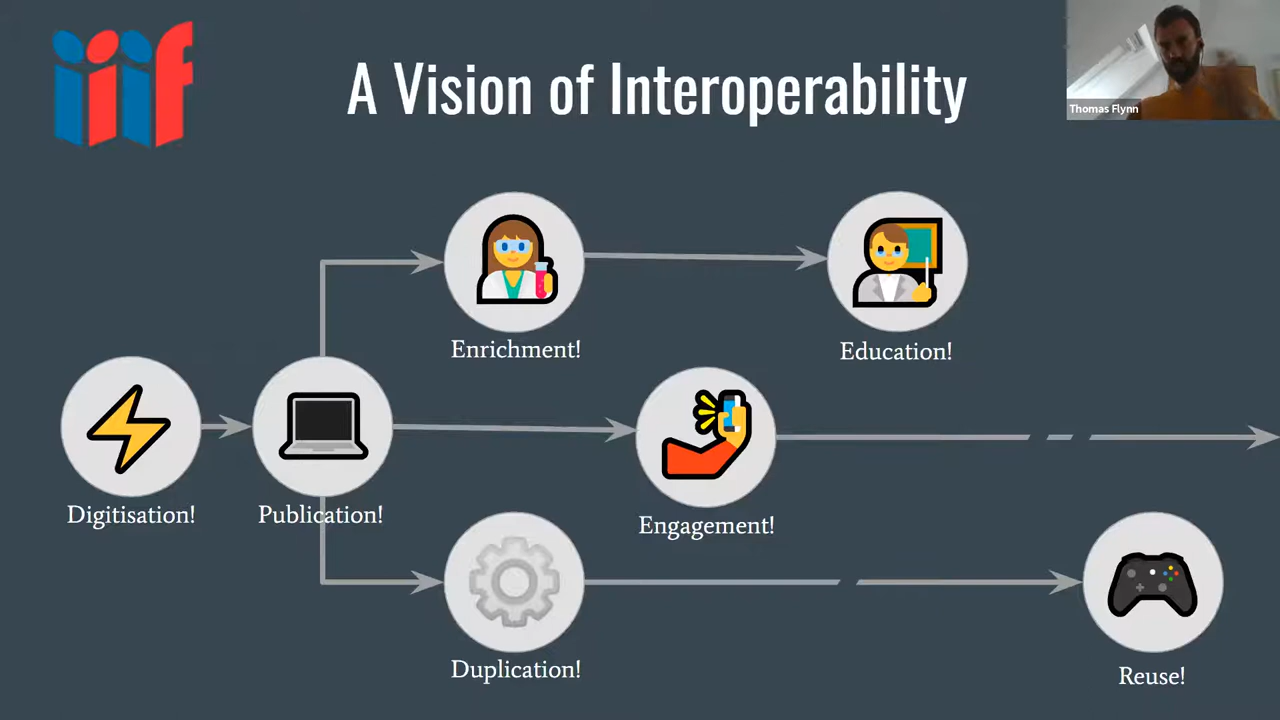 iiif
A Vision of Interoperability
Thomas Flynn
Enrichment!
Education!
Digitisation!
Publication!
Engagement!
Duplication!
Reuse!